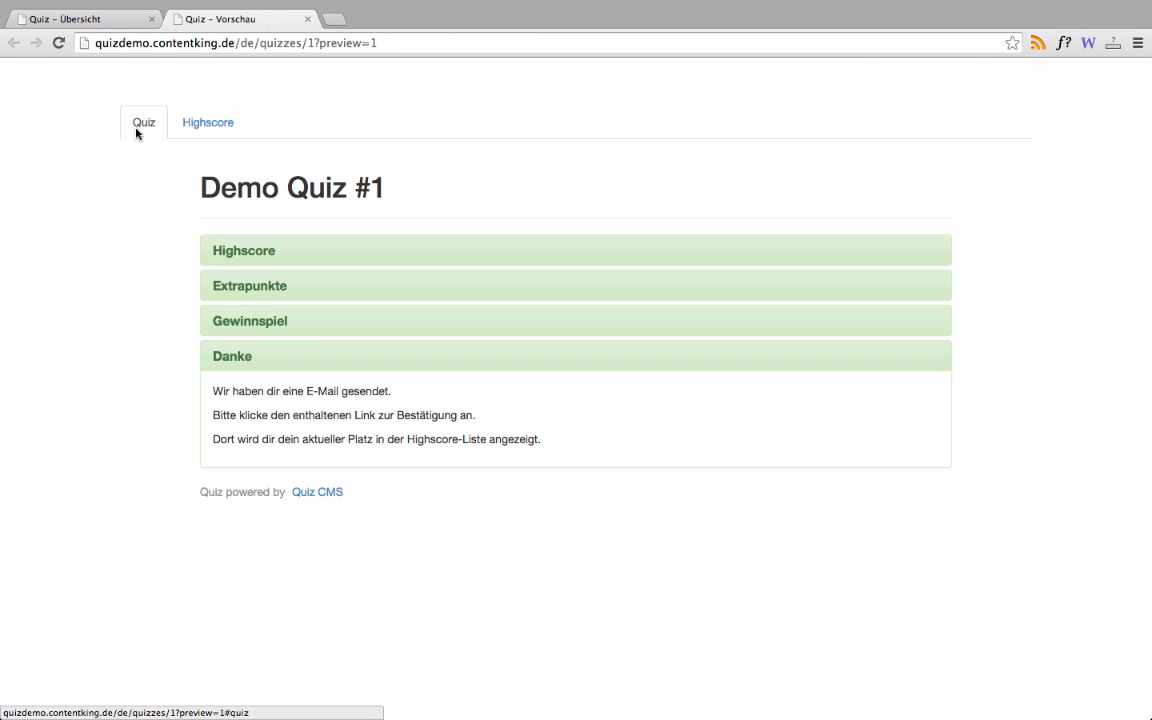 Quiz – Übersicht
Quiz – Vorschau
quizdemo.contentking.de/de/quizzes/1?preview=1
f?
W
Quiz
Highscore
Demo Quiz #1
Highscore
Extrapunkte
Gewinnspiel
Danke
Wir haben dir eine E-Mail gesendet.
Bitte klicke den enthaltenen Link zur Bestätigung an.
Dort wird dir dein aktueller Platz in der Highscore-Liste angezeigt.
Quiz powered by Quiz CMS
quizdemo.contentking.de/de/quizzes/1?preview=1#quiz